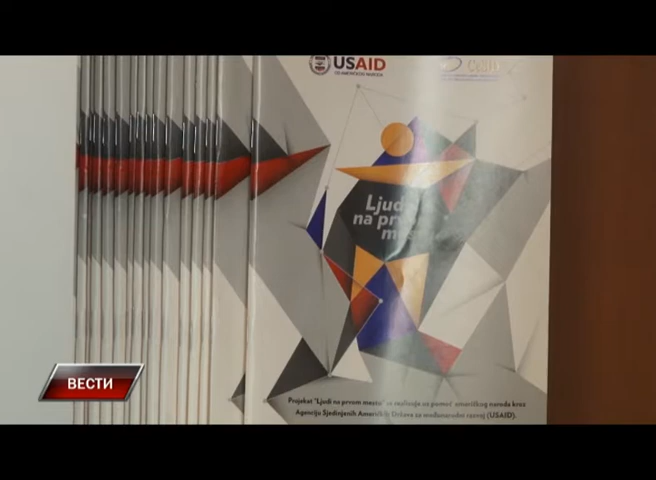 USAID
OD AMERIČKOG NARODA
Ljudi
na prvom
mestu
Projekat "Ljudi na prvom mestu" se realizuje uz pomoć američkog naroda kroz
Agenciju Sjedinjenih Američkih Država za međunarodni razvoj (USAID).
ВЕСТИ